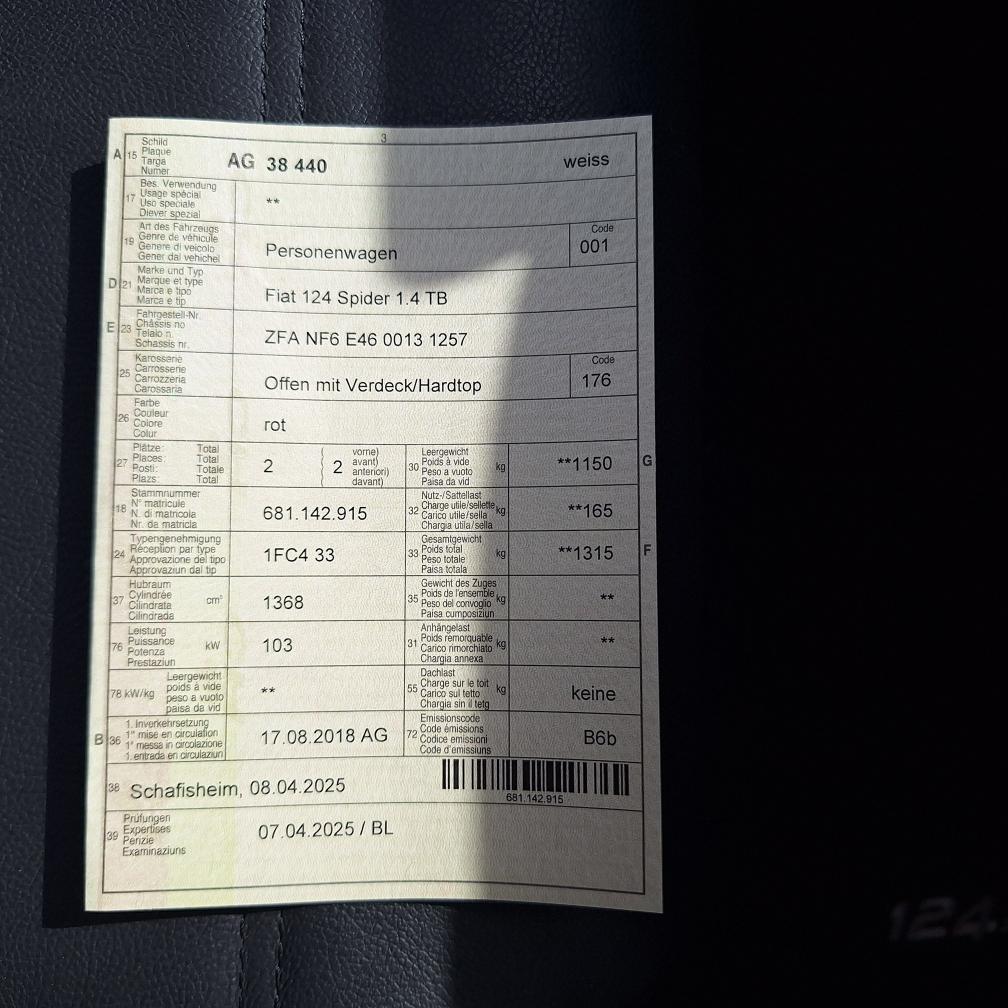 3
A 15 Schild
Plaque
Targa
Numer
AG 38 440 weiss
17 Bes. Verwendung
Usage spécial
Uso speciale
Diever spezial
**
19 Art des Fahrzeugs
Genre de véhicule
Genere di veicolo
Gener dal vehichel
Personenwagen
Code
001
D 21 Marke und Typ
Marque et type
Marca e tipo
Marca e tip
Fiat 124 Spider 1.4 TB
E 23 Fahrgestell-Nr.
Châssis no
Telaio n.
Schassis nr.
ZFA NF6 E46 0013 1257
25 Karosserie
Carrosserie
Carrozzeria
Carossaria
Offen mit Verdeck/Hardtop
Code
176
26 Farbe
Couleur
Colore
Colur
rot
27 Plätze: Total
Places: Total
Posti: Totale
Plazs: Total
2
2
vorne)
avant)
anteriori)
davant)
30 Leergewicht
Poids à vide
Peso a vuoto
Paisa da vid
kg
**1150
G
18 Stammnummer
N° matricule
N. di matricola
Nr. da matricla
681.142.915
32 Nutz-/Sattellast
Charge utile/sellette
Carico utile/sella
Chargia utila/sella
kg
**165
24 Typengenehmigung
Réception par type
Approvazione del tipo
Approvaziun dal tip
1FC4 33
33 Gesamtgewicht
Poids total
Peso totale
Paisa totala
kg
**1315
F
37 Hubraum
Cylindrée
Cilindrata
Cilindrada
cm³
1368
35 Gewicht des Zuges
Poids de l'ensemble
Peso del convoglio
Paisa cumposiziun
kg
**
76 Leistung
Puissance
Potenza
Prestaziun
kW
103
31 Anhängelast
Poids remorquable
Carico rimorchiato
Chargia annexa
kg
**
78 kW/kg
Leergewicht
poids à vide
peso a vuoto
paisa da vid
**
55 Dachlast
Charge sur le toit
Carico sul tetto
Chargia sin il tetg
kg
keine
B 36 1. Inverkehrsetzung
1re mise en circulation
1a messa in circolazione
1. entrada en circulaziun
17.08.2018 AG
72 Emissionscode
Code émissions
Codice emissioni
Code d'emissiuns
B6b
38 Schafisheim, 08.04.2025
681.142.915
39 Prüfungen
Expertises
Perizie
Examinaziuns
07.04.2025 / BL
124.